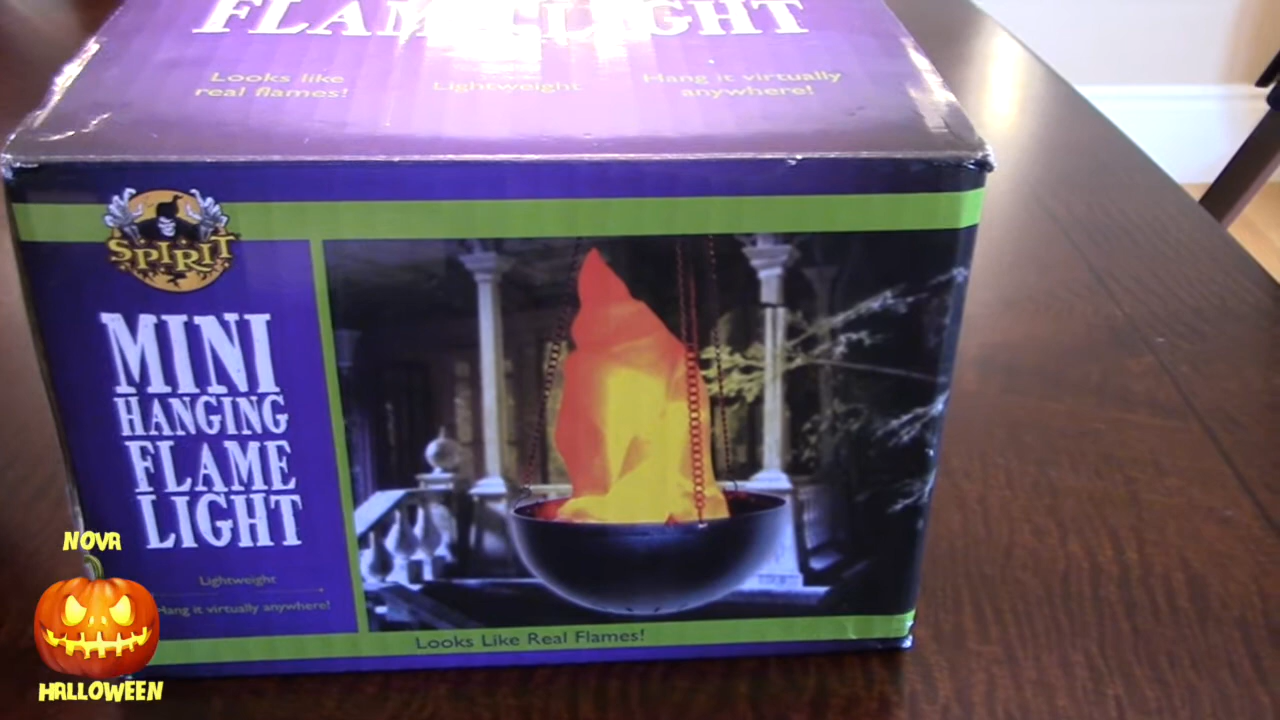 FLAME LIGHT
Looks like
real flames!
Lightweight
Hang it virtually
anywhere!
SPIRIT
MINI
HANGING
FLAME
LIGHT
Lightweight
Hang it virtually anywhere!
Looks Like Real Flames!
NOVA
HALLOWEEN